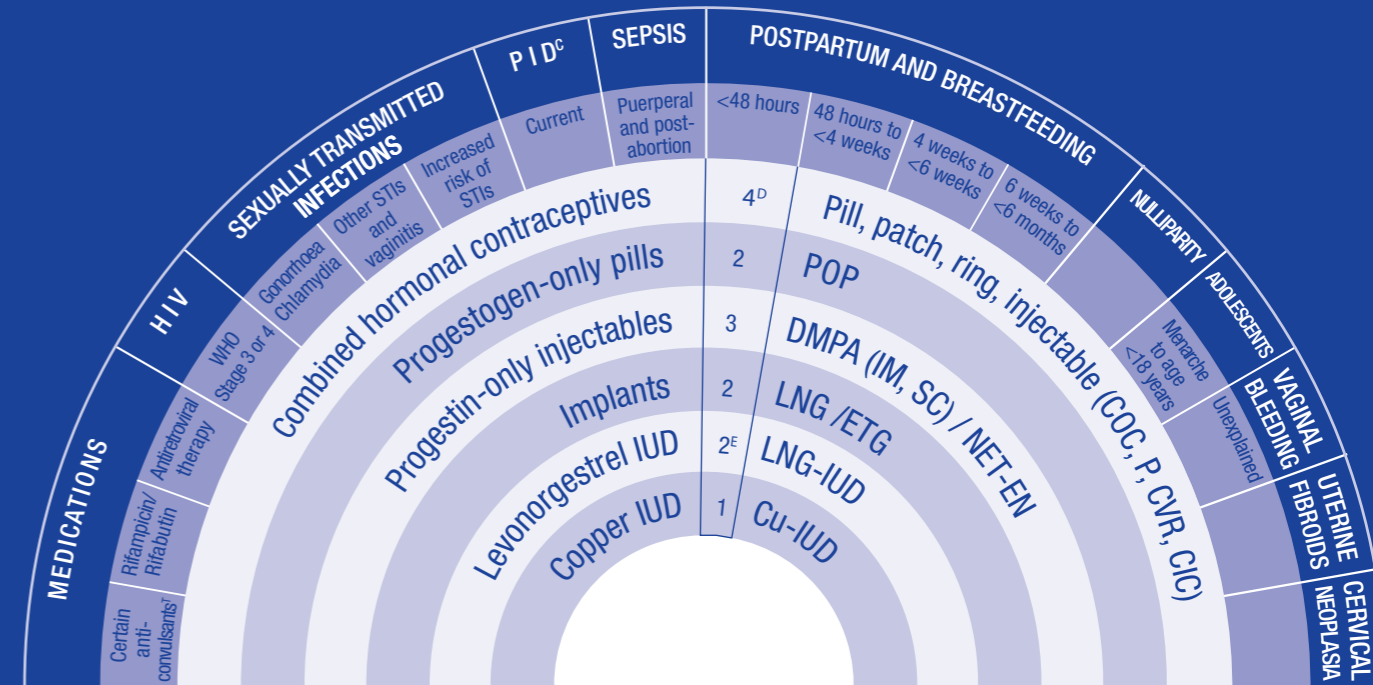 MEDICATIONS
HIV
SEXUALLY TRANSMITTED
INFECTIONS
PIDᶜ
SEPSIS
POSTPARTUM AND BREASTFEEDING
NULLIPARITY
ADOLESCENTS
VAGINAL
BLEEDING
UTERINE
FIBROIDS
CERVICAL
NEOPLASIA
Certain
anti-
convulsantsᵀ
Rifampicin/
Rifabutin
Antiretroviral
therapy
WHO
Stage 3 or 4
Gonorrhoea
Chlamydia
Other STIs
and
vaginitis
Increased
risk of
STIs
Current
Puerperal
and post-
abortion
<48 hours
48 hours to
<4 weeks
4 weeks to
<6 weeks
6 weeks to
<6 months
Menarche
to age
<18 years
Unexplained
Combined hormonal contraceptives 4ᴰ Pill, patch, ring, injectable (COC, P, CVR, CIC)
Progestogen-only pills 2 POP
Progestin-only injectables 3 DMPA (IM, SC) / NET-EN
Implants 2 LNG /ETG
Levonorgestrel IUD 2ᴱ LNG-IUD
Copper IUD 1 Cu-IUD